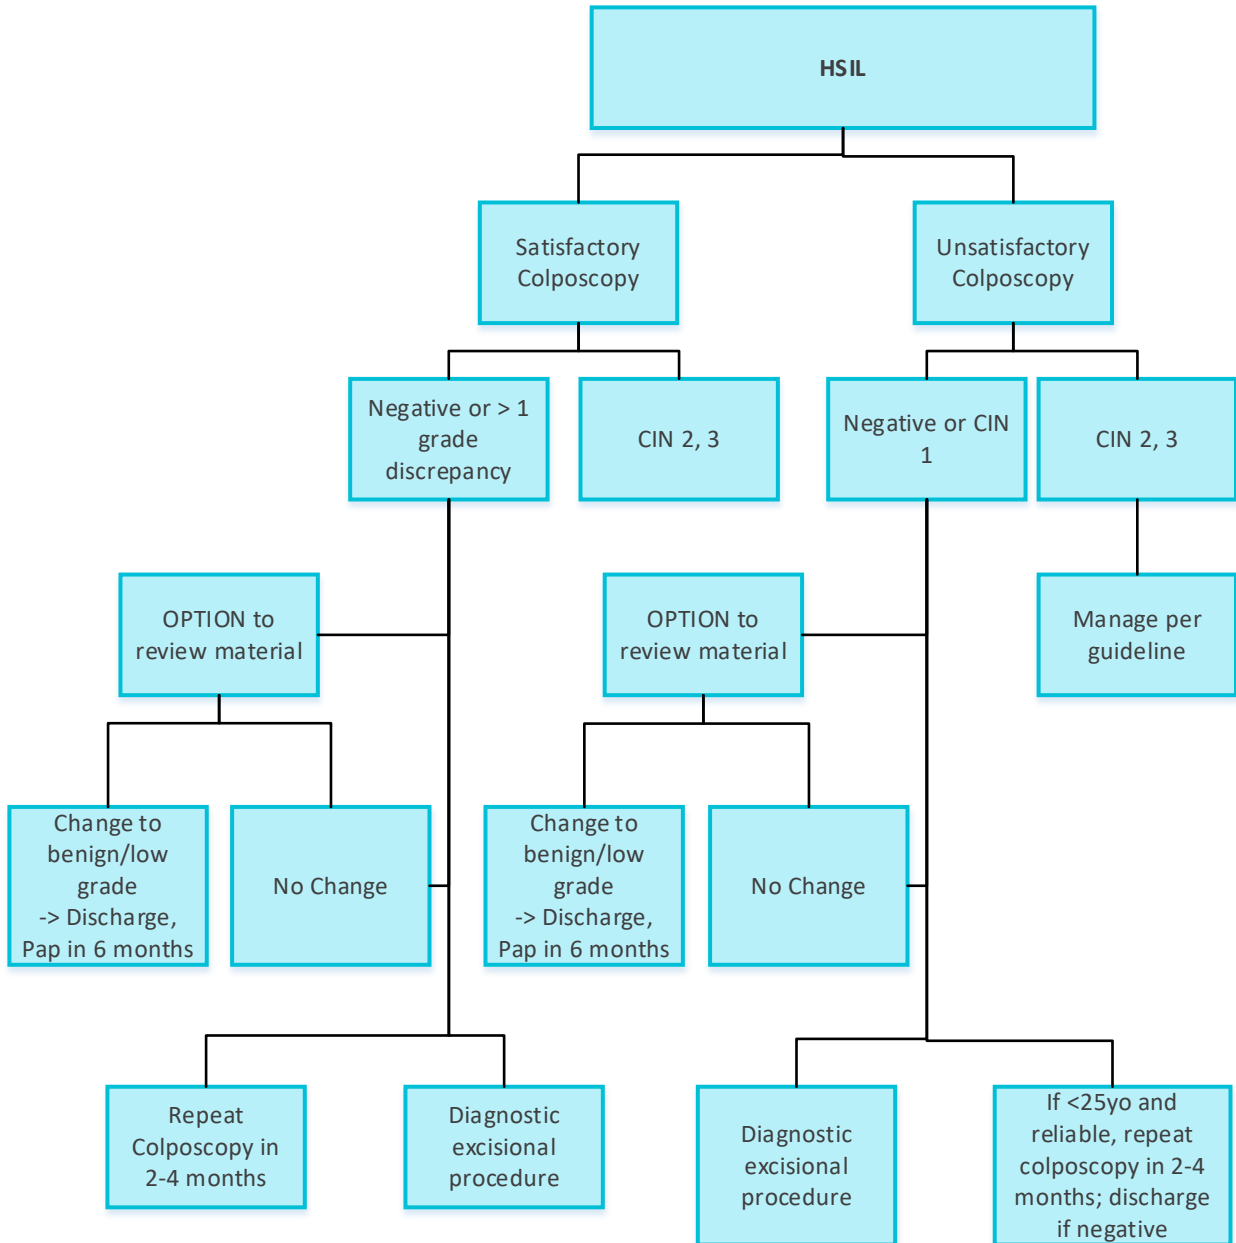 HSIL
Satisfactory
Colposcopy
Unsatisfactory
Colposcopy
Negative or > 1
grade
discrepancy
CIN 2, 3
Negative or CIN
1
CIN 2, 3
OPTION to
review material
OPTION to
review material
Manage per
guideline
Change to
benign/low
grade
-> Discharge,
Pap in 6 months
No Change
Change to
benign/low
grade
-> Discharge,
Pap in 6 months
No Change
Repeat
Colposcopy in
2-4 months
Diagnostic
excisional
procedure
Diagnostic
excisional
procedure
If <25yo and
reliable, repeat
colposcopy in 2-4
months; discharge
if negative